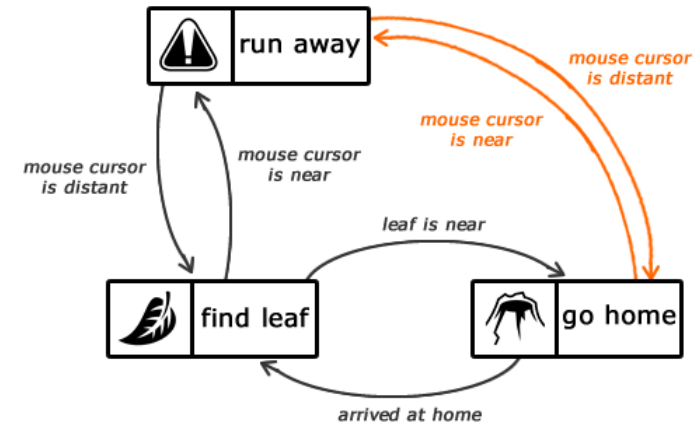 run away
mouse cursor
is distant
mouse cursor
is near
mouse cursor
is distant
mouse cursor
is near
leaf is near
find leaf
go home
arrived at home